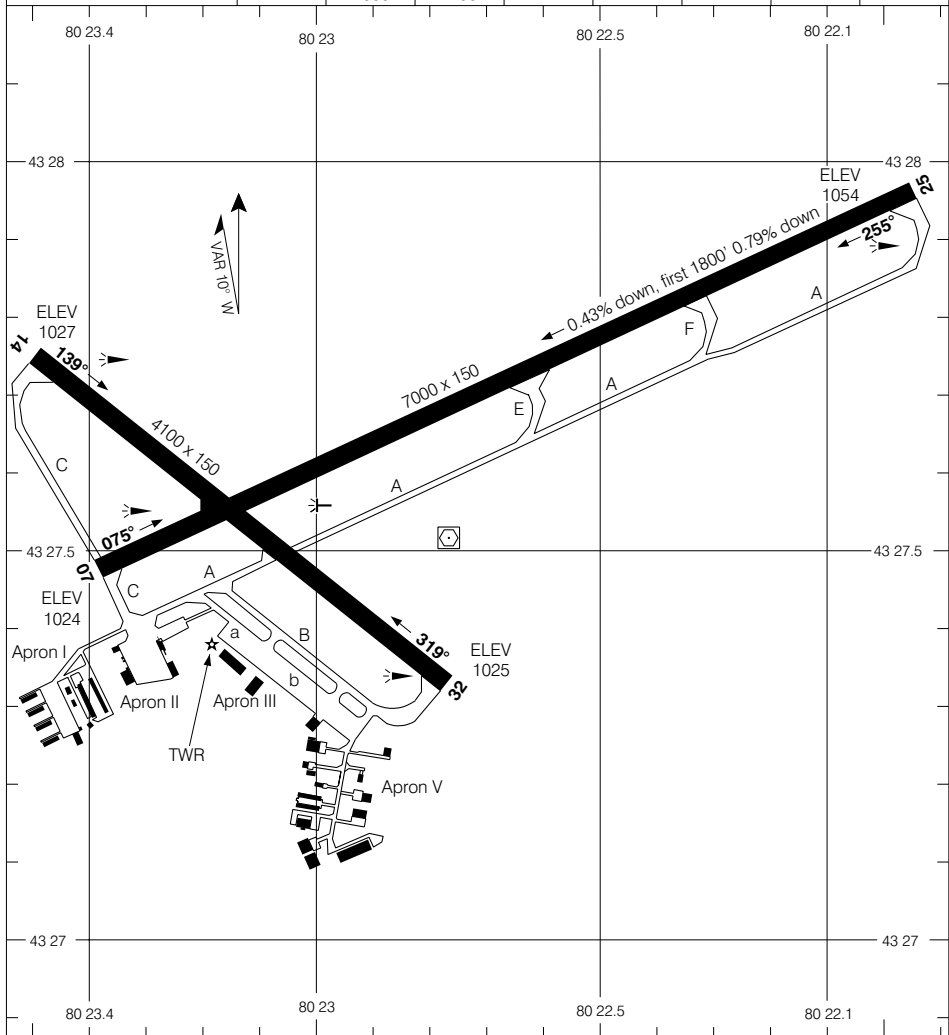 80 23.4
80 23
80 22.5
80 22.1
43 28
43 28
ELEV
1054
25
255°
VAR 10° W
0.43% down, first 1800' 0.79% down
A
F
ELEV
1027
14
139°
7000 x 150
A
E
4100 x 150
C
A
075°
43 27.5
43 27.5
07
A
C
ELEV
1024
a
B
319°
ELEV
1025
Apron I
b
32
Apron II
Apron III
TWR
Apron V
43 27
43 27
80 23.4
80 23
80 22.5
80 22.1